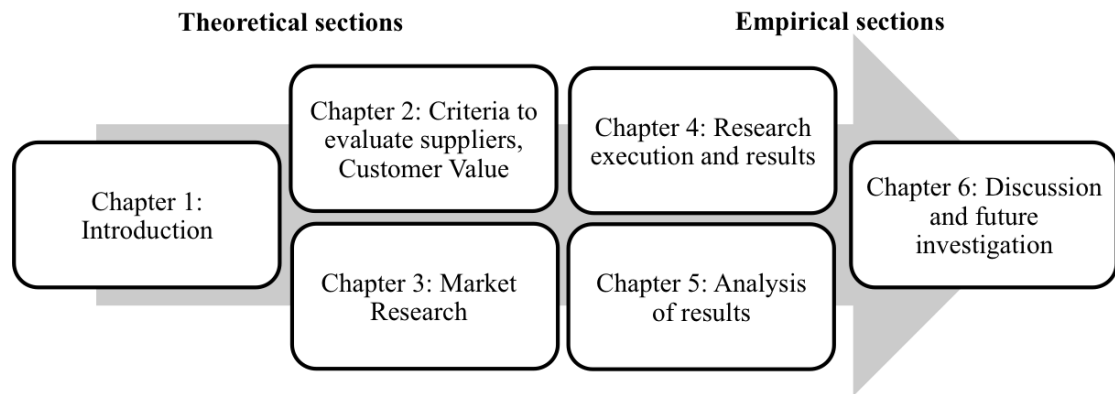 Theoretical sections
Empirical sections
Chapter 1:
Introduction
Chapter 2: Criteria to
evaluate suppliers,
Customer Value
Chapter 3: Market
Research
Chapter 4: Research
execution and results
Chapter 5: Analysis
of results
Chapter 6: Discussion
and future
investigation